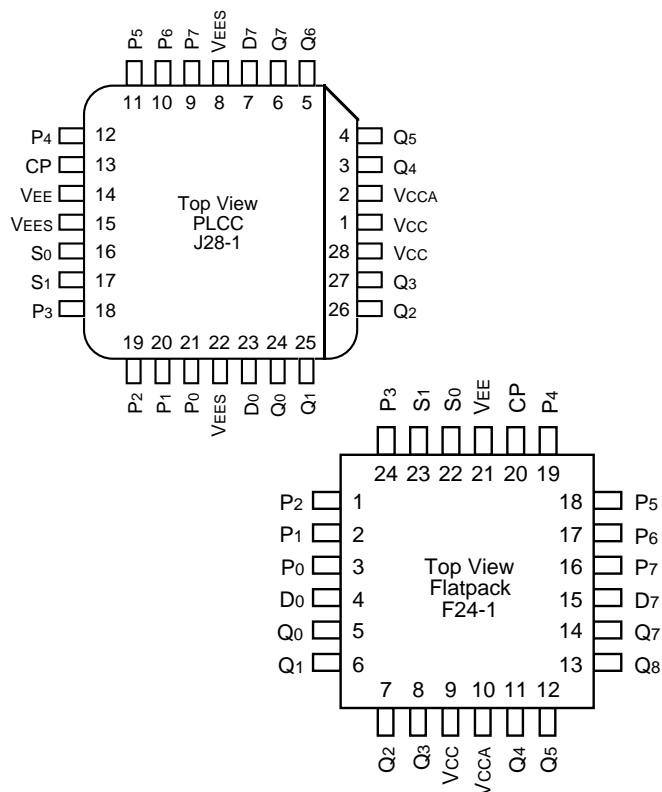 P5 P6 P7 VEES D7 Q7 Q6
11 10 9 8 7 6 5
P4 12 4 Q5
CP 13 3 Q4
VEE 14 2 VCCA
VEES 15 1 VCC
S0 16 28 VCC
S1 17 27 Q3
P3 18 26 Q2
Top View
PLCC
J28-1
19 20 21 22 23 24 25
P2 P1 P0 VEES D0 Q0 Q1
P3 S1 S0 VEE CP P4
24 23 22 21 20 19
P2 1 18 P5
P1 2 17 P6
P0 3 16 P7
D0 4 15 D7
Q0 5 14 Q7
Q1 6 13 Q8
Top View
Flatpack
F24-1
7 8 9 10 11 12
Q2 Q3 VCC VCCA Q4 Q5